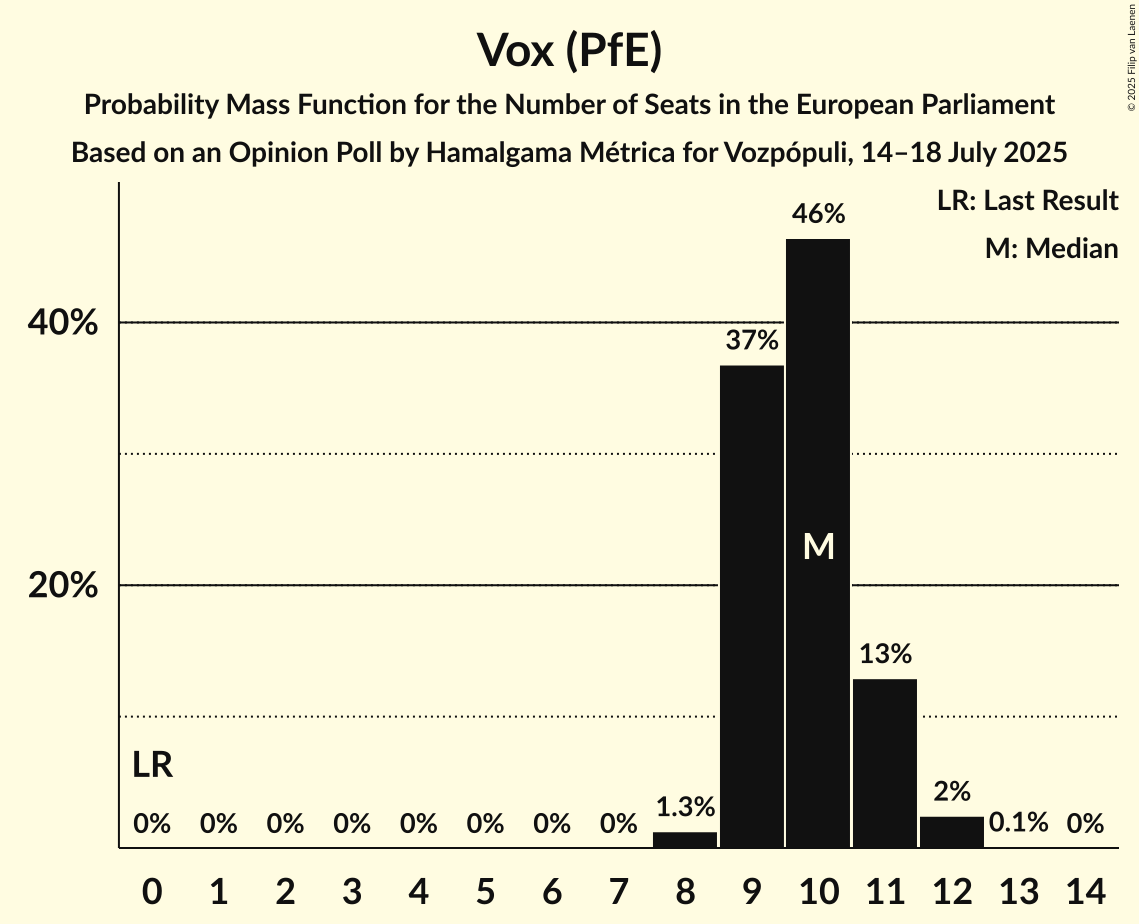 © 2025 Filip van Laenen
Vox (PfE)
Probability Mass Function for the Number of Seats in the European Parliament
Based on an Opinion Poll by Hamalgama Métrica for Vozpópuli, 14–18 July 2025
LR: Last Result
M: Median
46%
40%
37%
M
20%
13%
LR
2%
1.3%
0% 0% 0% 0% 0% 0% 0% 0% 0.1% 0%
0 1 2 3 4 5 6 7 8 9 10 11 12 13 14